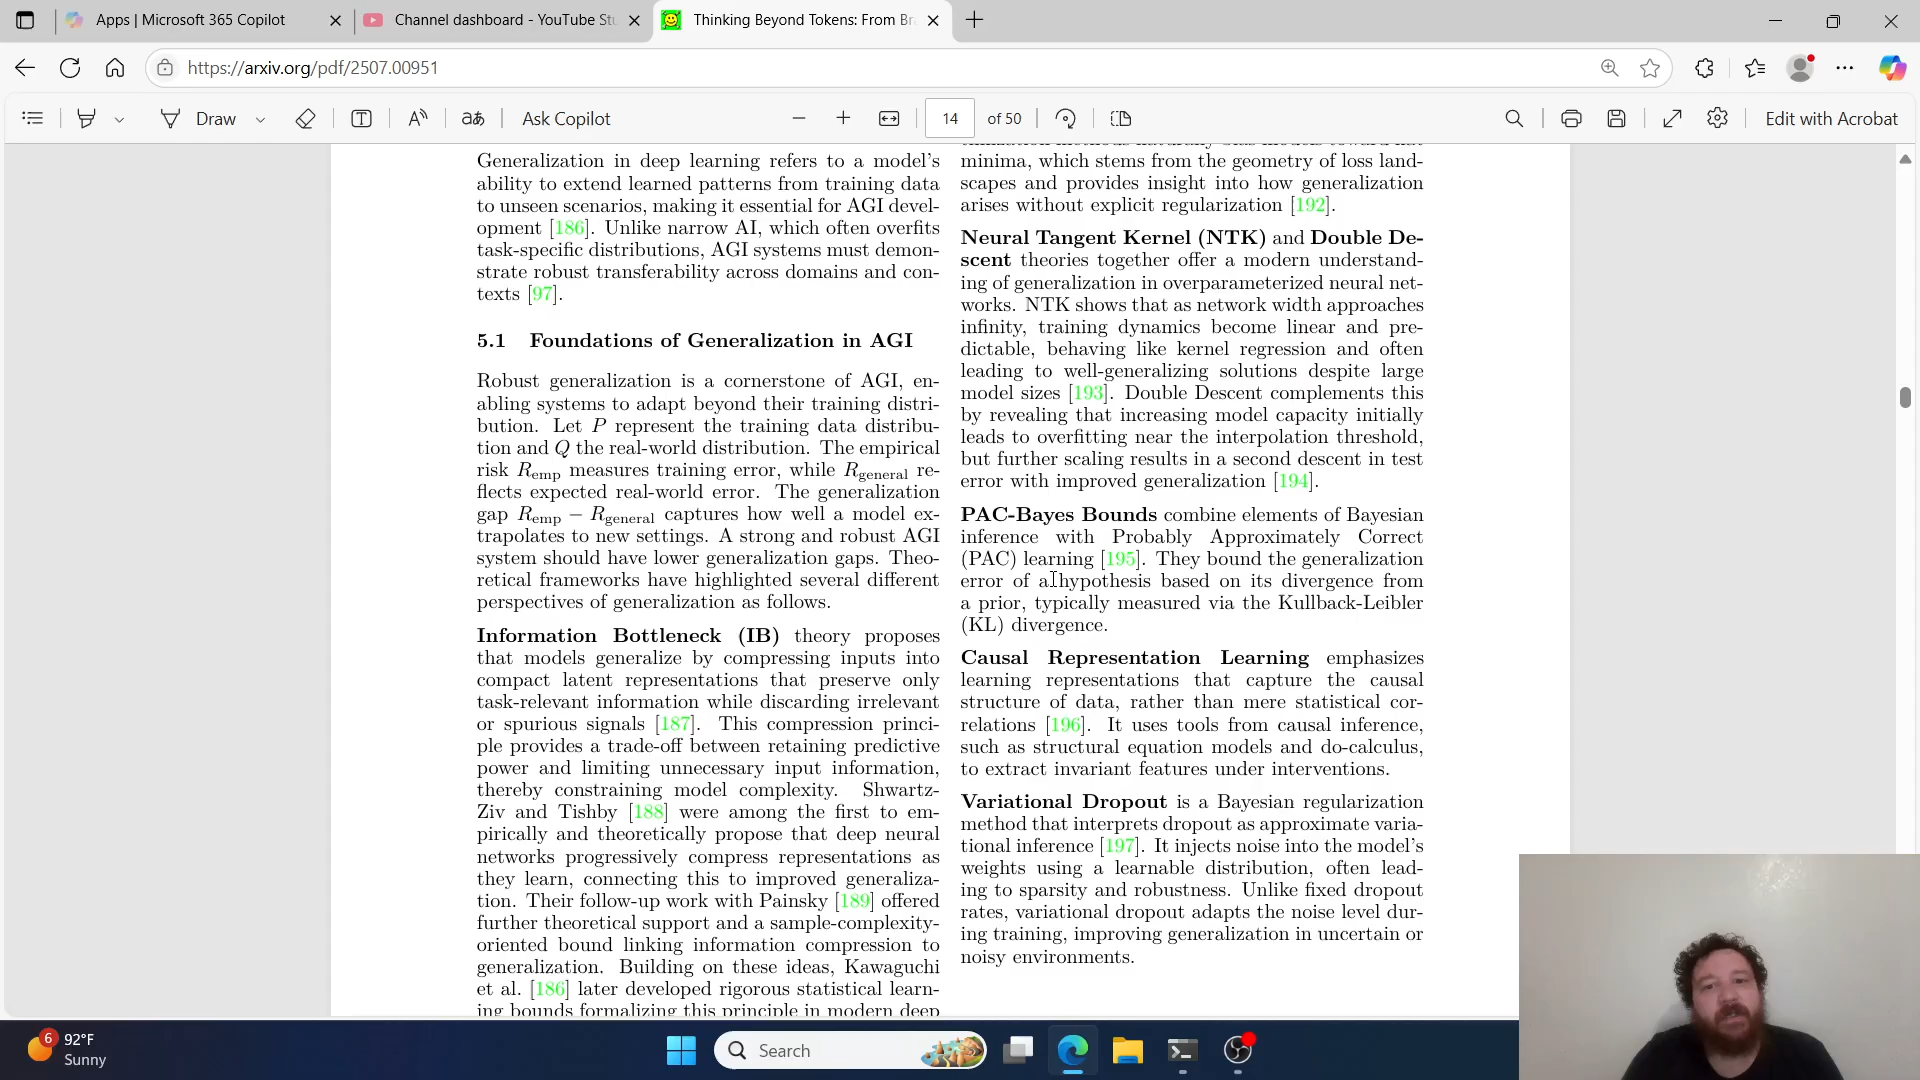 Apps | Microsoft 365 Copilot
Channel dashboard - YouTube Stu
Thinking Beyond Tokens: From Br
https://arxiv.org/pdf/2507.00951
Draw
aあ
Ask Copilot
14
of 50
Edit with Acrobat
Generalization in deep learning refers to a model's
ability to extend learned patterns from training data
to unseen scenarios, making it essential for AGI devel-
opment [186]. Unlike narrow AI, which often overfits
task-specific distributions, AGI systems must demon-
strate robust transferability across domains and con-
texts [97].
5.1 Foundations of Generalization in AGI
Robust generalization is a cornerstone of AGI, en-
abling systems to adapt beyond their training distri-
bution. Let P represent the training data distribu-
tion and Q the real-world distribution. The empirical
risk Remp measures training error, while Rgeneral re-
flects expected real-world error. The generalization
gap Remp − Rgeneral captures how well a model ex-
trapolates to new settings. A strong and robust AGI
system should have lower generalization gaps. Theo-
retical frameworks have highlighted several different
perspectives of generalization as follows.
Information Bottleneck (IB) theory proposes
that models generalize by compressing inputs into
compact latent representations that preserve only
task-relevant information while discarding irrelevant
or spurious signals [187]. This compression princi-
ple provides a trade-off between retaining predictive
power and limiting unnecessary input information,
thereby constraining model complexity. Shwartz-
Ziv and Tishby [188] were among the first to em-
pirically and theoretically propose that deep neural
networks progressively compress representations as
they learn, connecting this to improved generaliza-
tion. Their follow-up work with Painsky [189] offered
further theoretical support and a sample-complexity-
oriented bound linking information compression to
generalization. Building on these ideas, Kawaguchi
et al. [186] later developed rigorous statistical learn-
ing bounds formalizing this principle in modern deep
minima, which stems from the geometry of loss land-
scapes and provides insight into how generalization
arises without explicit regularization [192].
Neural Tangent Kernel (NTK) and Double De-
scent theories together offer a modern understand-
ing of generalization in overparameterized neural net-
works. NTK shows that as network width approaches
infinity, training dynamics become linear and pre-
dictable, behaving like kernel regression and often
leading to well-generalizing solutions despite large
model sizes [193]. Double Descent complements this
by revealing that increasing model capacity initially
leads to overfitting near the interpolation threshold,
but further scaling results in a second descent in test
error with improved generalization [194].
PAC-Bayes Bounds combine elements of Bayesian
inference with Probably Approximately Correct
(PAC) learning [195]. They bound the generalization
error of a hypothesis based on its divergence from
a prior, typically measured via the Kullback-Leibler
(KL) divergence.
Causal Representation Learning emphasizes
learning representations that capture the causal
structure of data, rather than mere statistical cor-
relations [196]. It uses tools from causal inference,
such as structural equation models and do-calculus,
to extract invariant features under interventions.
Variational Dropout is a Bayesian regularization
method that interprets dropout as approximate varia-
tional inference [197]. It injects noise into the model's
weights using a learnable distribution, often lead-
ing to sparsity and robustness. Unlike fixed dropout
rates, variational dropout adapts the noise level dur-
ing training, improving generalization in uncertain or
noisy environments.
6
92°F
Sunny
Search